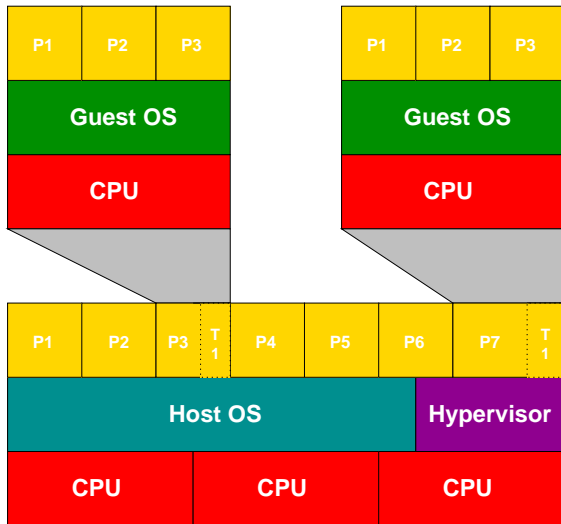 P1 P2 P3 P1 P2 P3
Guest OS Guest OS
CPU CPU
P1 P2 P3 T 1 P4 P5 P6 P7 T 1
Host OS Hypervisor
CPU CPU CPU